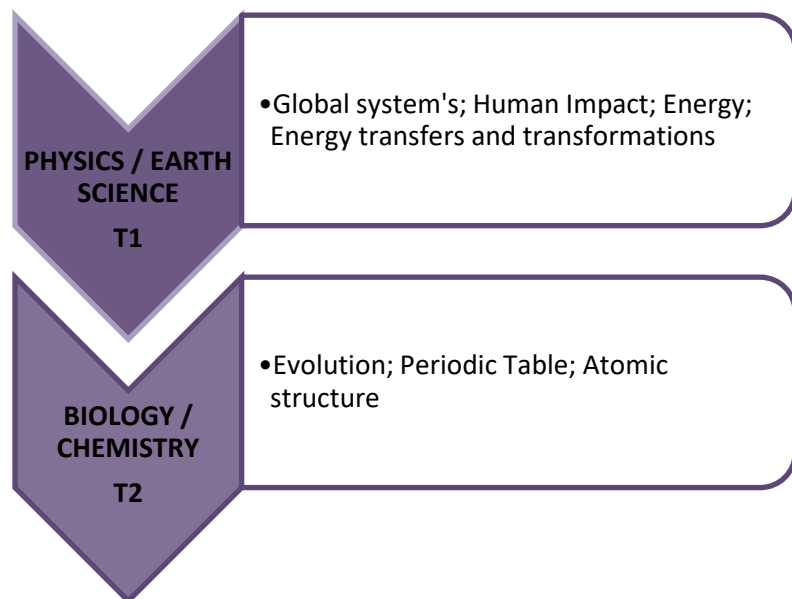 PHYSICS / EARTH
SCIENCE
T1
•Global system's; Human Impact; Energy;
Energy transfers and transformations
BIOLOGY /
CHEMISTRY
T2
•Evolution; Periodic Table; Atomic
structure